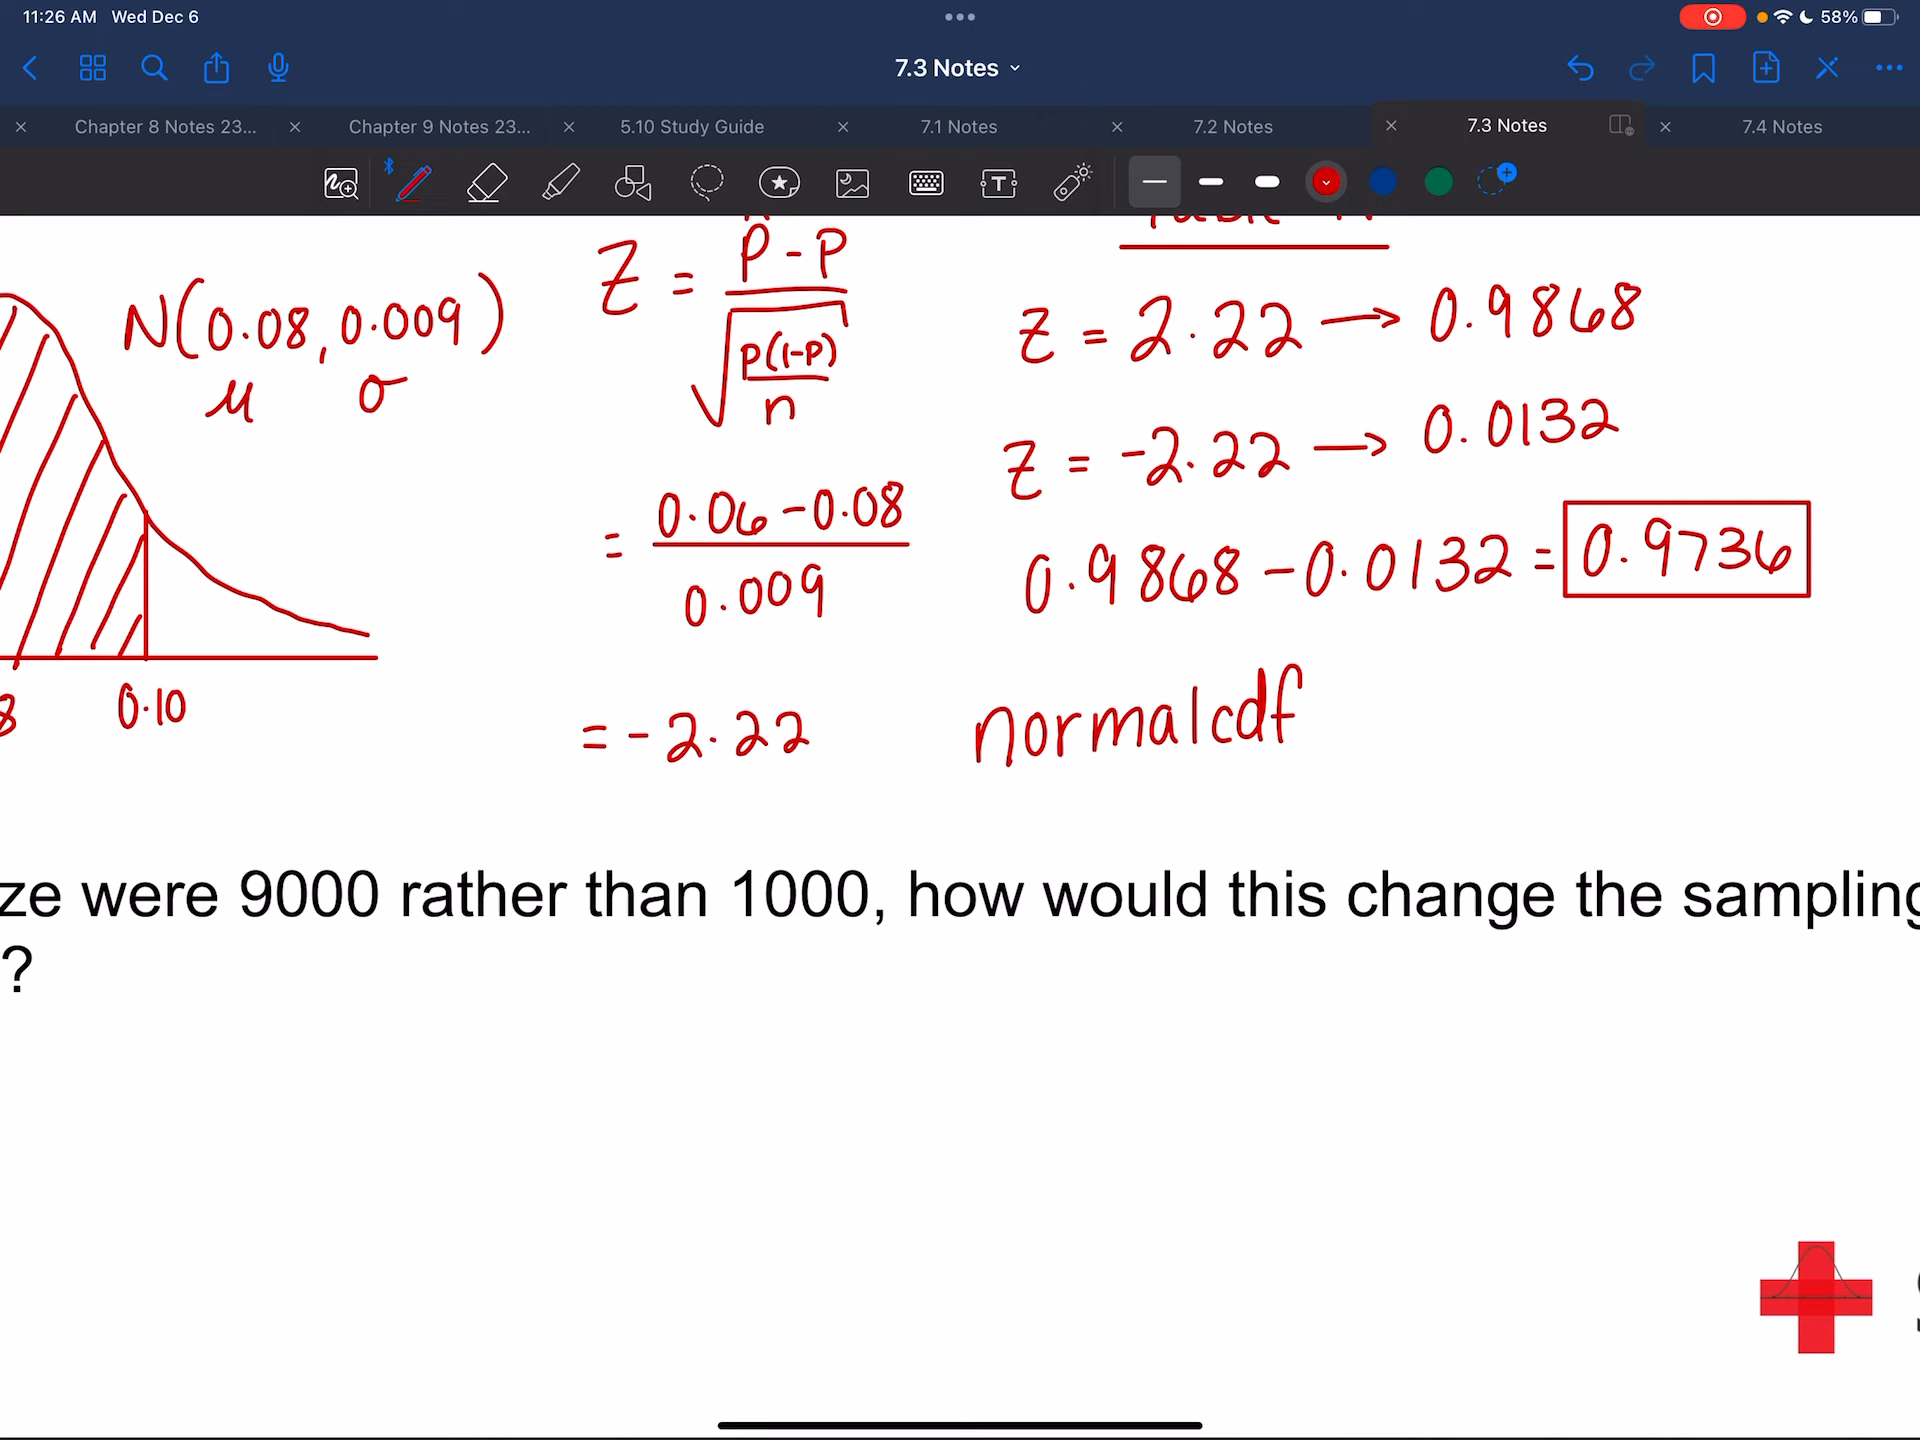 11:26 AM Wed Dec 6
58%
7.3 Notes
Chapter 8 Notes 23...
Chapter 9 Notes 23...
5.10 Study Guide
7.1 Notes
7.2 Notes
7.3 Notes
7.4 Notes
N(0.08, 0.009)
μ σ
8 0.10
Z = p̂ - p
√ p(1-p)
n
= 0.06 - 0.08
0.009
= -2.22
z = 2.22 → 0.9868
z = -2.22 → 0.0132
0.9868 - 0.0132 = 0.9736
normalcdf
ze were 9000 rather than 1000, how would this change the sampling
?